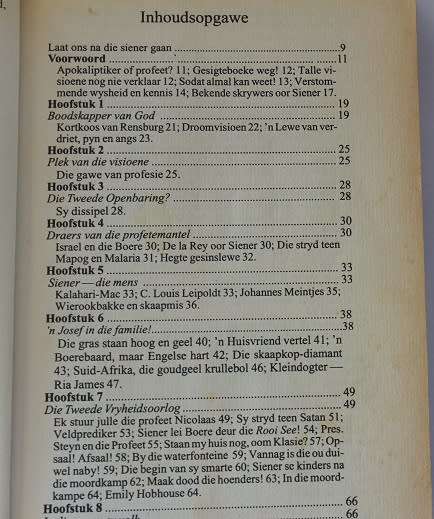 Inhoudsopgawe
Laat ons na die siener gaan ........ 9
Voorwoord ........ 11
Apokaliptiker of profeet? 11; Gesigteboeke weg! 12; Talle visi-
oene nog nie verklaar 12; Sodat almal kan weet! 13; Verstom-
mende wysheid en kennis 14; Bekende skrywers oor Siener 17.
Hoofstuk 1 ........ 19
Boodskapper van God ........ 19
Kortkoos van Rensburg 21; Droomvisioen 22; 'n Lewe van ver-
driet, pyn en angs 23.
Hoofstuk 2 ........ 25
Plek van die visioene ........ 25
Die gawe van profesie 25.
Hoofstuk 3 ........ 28
Die Tweede Openbaring? ........ 28
Sy dissipel 28.
Hoofstuk 4 ........ 30
Draers van die profetemantel ........ 30
Israel en die Boere 30; De la Rey oor Siener 30; Die stryd teen
Mapog en Malaria 31; Hegte gesinslewe 32.
Hoofstuk 5 ........ 33
Siener — die mens ........ 33
Kalahari-Mac 33; C. Louis Leipoldt 33; Johannes Meintjes 35;
Wierookbakke en skaapmis 36.
Hoofstuk 6 ........ 38
'n Josef in die familie! ........ 38
Die gras staan hoog en geel 40; 'n Huisvriend vertel 41; 'n
Boerebaard, maar Engelse hart 42; Die skaapkop-diamant
43; Suid-Afrika, die goudgeel krullebol 46; Kleindogter —
Ria James 47.
Hoofstuk 7 ........ 49
Die Tweede Vryheidsoorlog ........ 49
Ek stuur julle die profeet Nicolaas 49; Sy stryd teen Satan 51;
Veldprediker 53; Siener lei Boere deur die Rooi See! 54; Pres.
Steyn en die Profeet 55; Staan my huis nog, oom Klasie? 57; Op-
saal! Afsaal! 58; By die waterfonteine 59; Vannag is die ou dui-
wel naby! 59; Die begin van sy smarte 60; Siener se kinders na
die moordkamp 62; Maak dood die hoenders! 63; In die moord-
kampe 64; Emily Hobhouse 64.
Hoofstuk 8 ........ 66
66